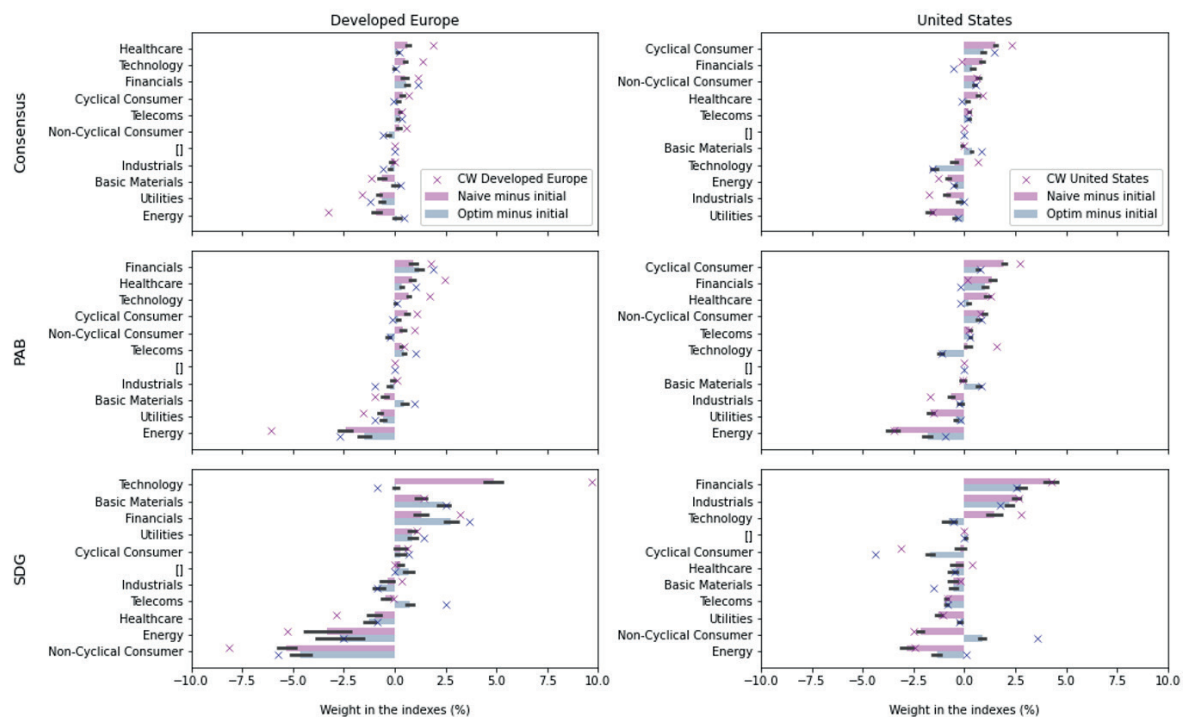 Developed Europe
United States
Consensus
Healthcare
Technology
Financials
Cyclical Consumer
Telecoms
Non-Cyclical Consumer
[]
Industrials
Basic Materials
Utilities
Energy
CW Developed Europe
Naive minus initial
Optim minus initial
Cyclical Consumer
Financials
Non-Cyclical Consumer
Healthcare
Telecoms
[]
Basic Materials
Technology
Energy
Industrials
Utilities
CW United States
Naive minus initial
Optim minus initial
PAB
Financials
Healthcare
Technology
Cyclical Consumer
Non-Cyclical Consumer
Telecoms
[]
Industrials
Basic Materials
Utilities
Energy
Cyclical Consumer
Financials
Healthcare
Non-Cyclical Consumer
Telecoms
Technology
[]
Basic Materials
Industrials
Utilities
Energy
SDG
Technology
Basic Materials
Financials
Utilities
Cyclical Consumer
[]
Industrials
Telecoms
Healthcare
Energy
Non-Cyclical Consumer
−10.0 −7.5 −5.0 −2.5 0.0 2.5 5.0 7.5 10.0
Weight in the indexes (%)
Financials
Industrials
Technology
[]
Cyclical Consumer
Healthcare
Basic Materials
Telecoms
Utilities
Non-Cyclical Consumer
Energy
−10.0 −7.5 −5.0 −2.5 0.0 2.5 5.0 7.5 10.0
Weight in the indexes (%)